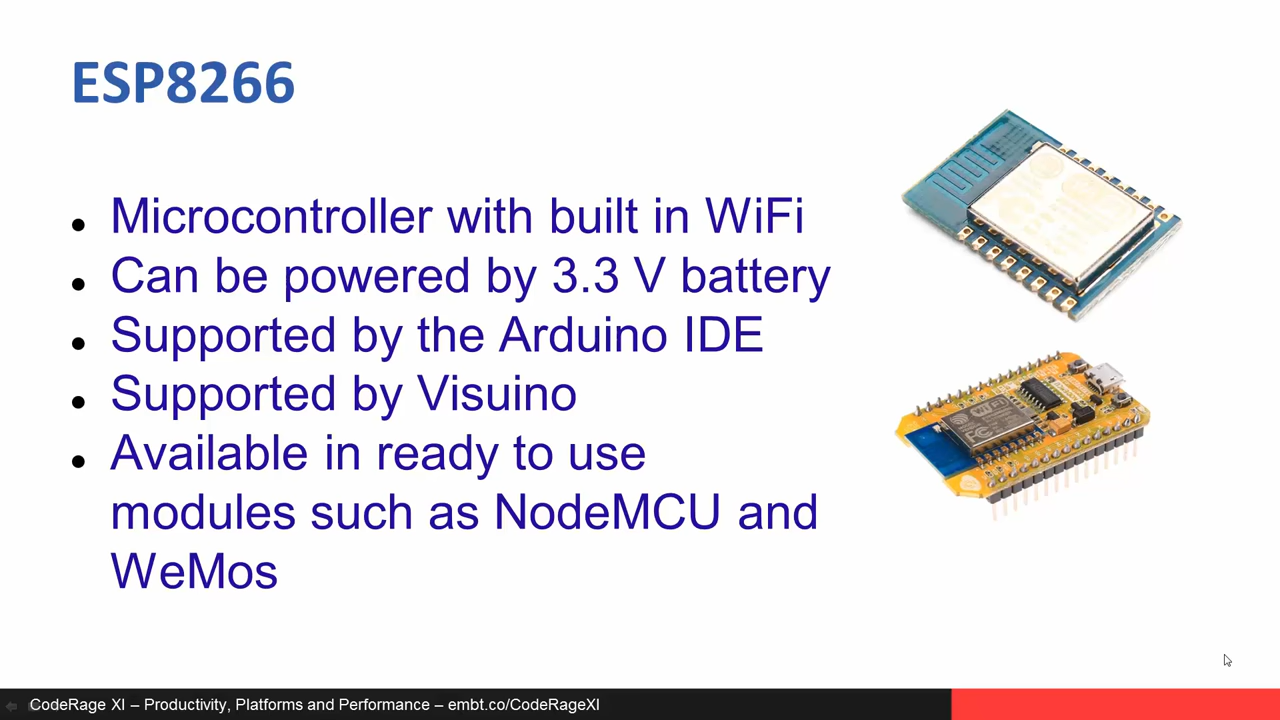 ESP8266
Microcontroller with built in WiFi
Can be powered by 3.3 V battery
Supported by the Arduino IDE
Supported by Visuino
Available in ready to use
modules such as NodeMCU and
WeMos
WiFi
FC
CodeRage XI – Productivity, Platforms and Performance – embt.co/CodeRageXI